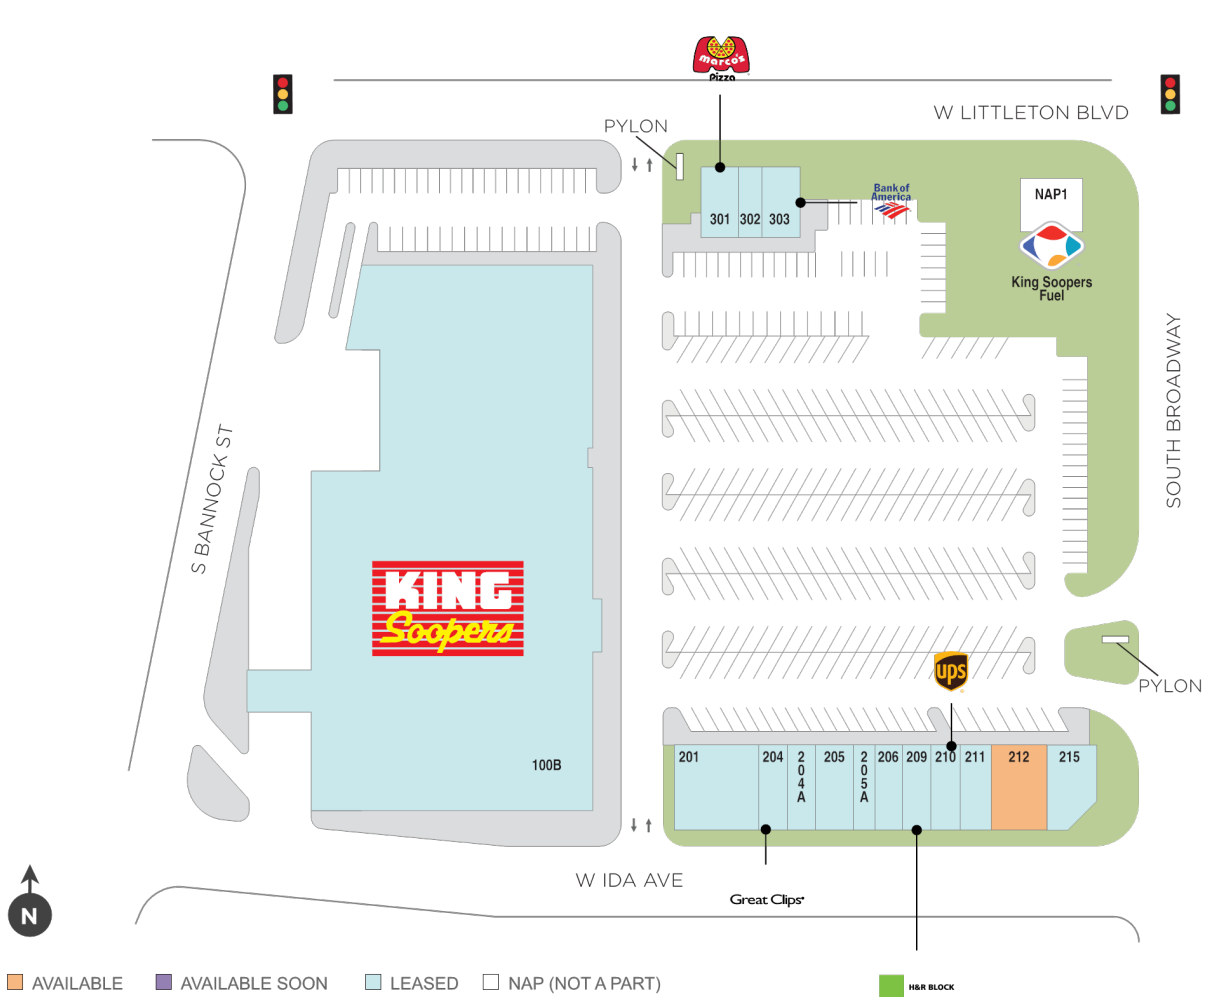 marco's
Pizza
W LITTLETON BLVD
PYLON
Bank of
America
NAP1
301
302
303
King Soopers
Fuel
SOUTH BROADWAY
S BANNOCK ST
KING
Soopers
ups
PYLON
100B
201
204
204A
205
205A
206
209
210
211
212
215
W IDA AVE
Great Clips
N
AVAILABLE
AVAILABLE SOON
LEASED
NAP (NOT A PART)
H&R BLOCK